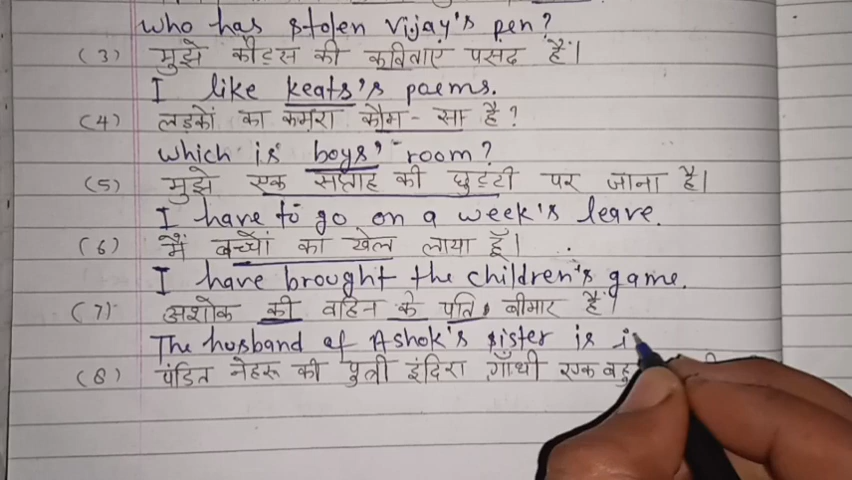 Who has stolen Vijay's pen?
(3) मुझे कीट्स की कविताएं पसंद हैं।
I like keats's poems.
(4) लड़कों का कमरा कौन-सा है?
Which is boys' room?
(5) मुझे एक सप्ताह की छुट्टी पर जाना है।
I have to go on a week's leave.
(6) मैं बच्चों का खेल लाया हूँ।
I have brought the children's game.
(7) अशोक की बहिन के पति बीमार हैं।
The husband of Ashok's sister is
(8) पंडित नेहरू की पुत्री इंदिरा गाँधी एक